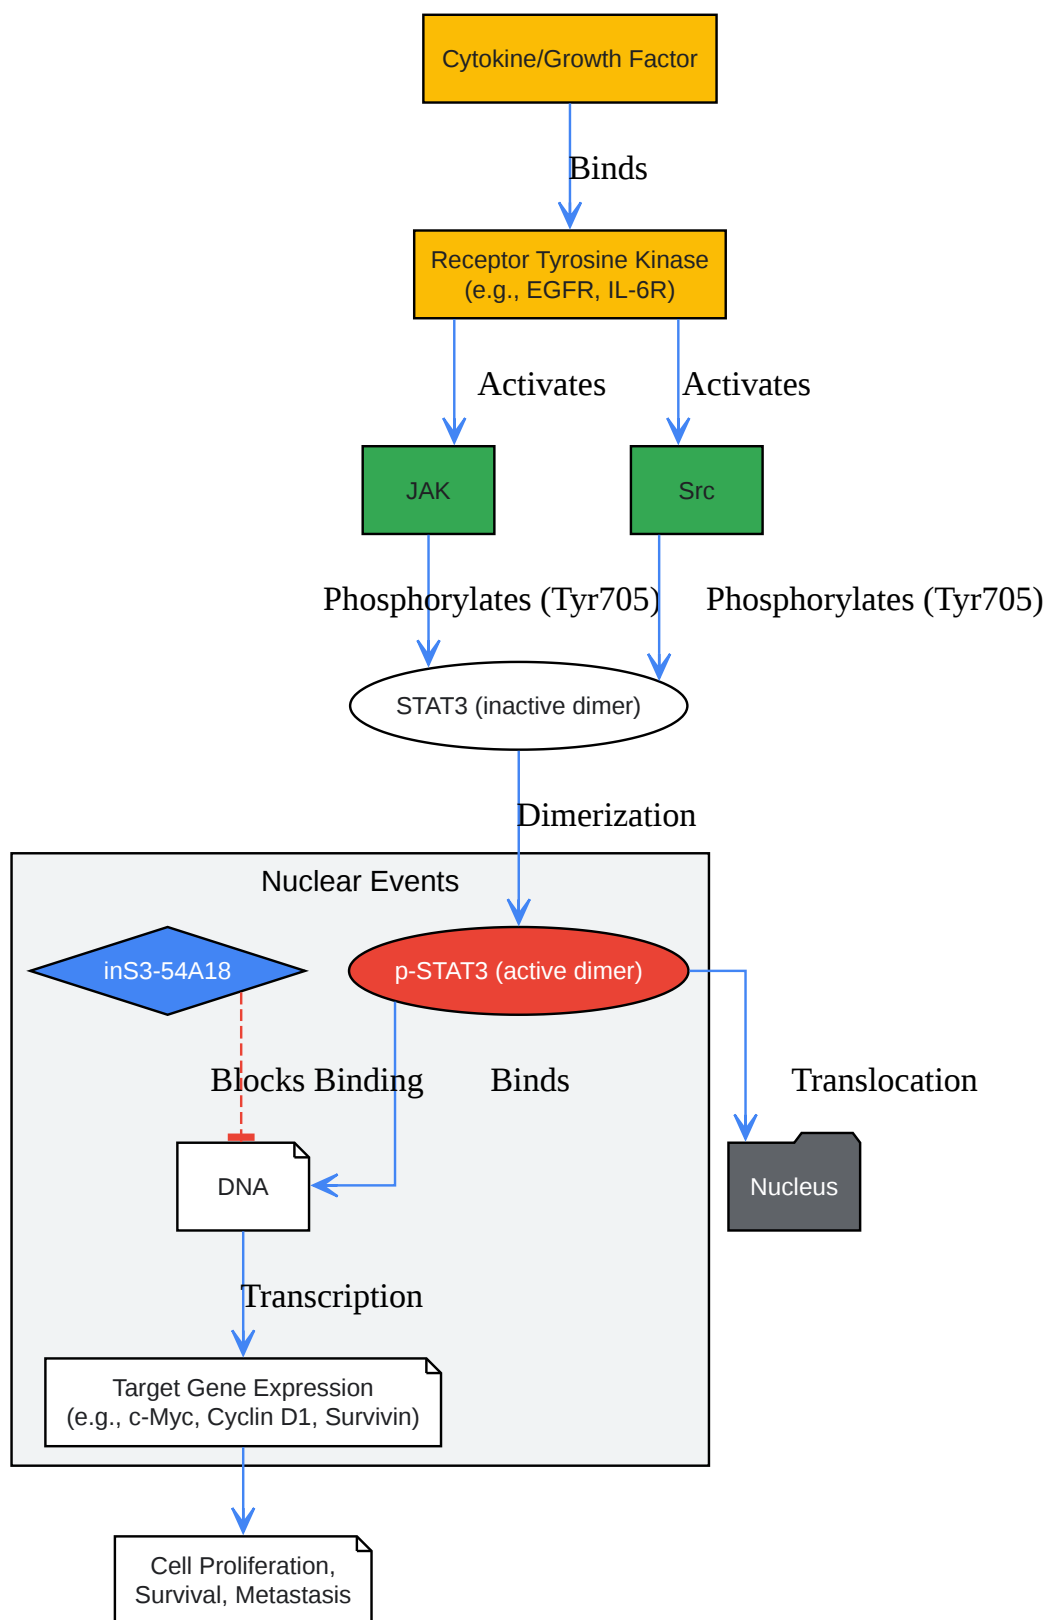 Cytokine/Growth Factor
Binds
Receptor Tyrosine Kinase
(e.g., EGFR, IL-6R)
Activates
Activates
JAK
Src
Phosphorylates (Tyr705)
Phosphorylates (Tyr705)
STAT3 (inactive dimer)
Dimerization
Nuclear Events
inS3-54A18
p-STAT3 (active dimer)
Blocks Binding
Binds
Translocation
DNA
Nucleus
Transcription
Target Gene Expression
(e.g., c-Myc, Cyclin D1, Survivin)
Cell Proliferation,
Survival, Metastasis